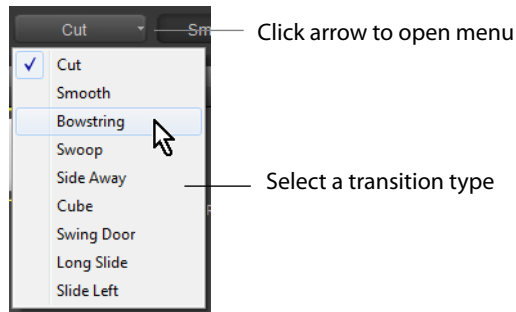 Cut Sm Click arrow to open menu
Cut
Smooth
Bowstring
Swoop
Side Away Select a transition type
Cube
Swing Door
Long Slide
Slide Left